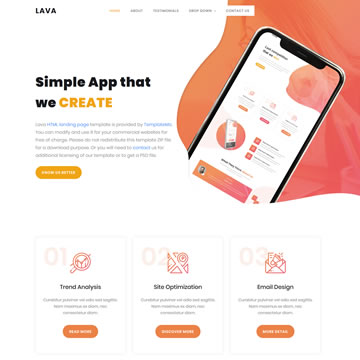 LAVA
HOME ABOUT TESTIMONIALS DROP DOWN CONTACT US
Simple App that
we CREATE
Lava HTML landing page template is provided by TemplateMo.
You can modify and use it for your commercial websites for
free of charge. Please do not redistribute this template ZIP file
for a download purpose. Or you will need to contact us for
additional licensing of our template or to get a PSD file.
KNOW US BETTER
01 02 03
Trend Analysis
Curabitur pulvinar vel odio sed sagittis.
Nam maximus ex diam, nec consectetur
diam.
READ MORE
Site Optimization
Curabitur pulvinar vel odio sed sagittis.
Nam maximus ex diam, nec consectetur
diam.
DISCOVER MORE
Email Design
Curabitur pulvinar vel odio sed sagittis.
Nam maximus ex diam, nec consectetur
diam.
MORE DETAIL